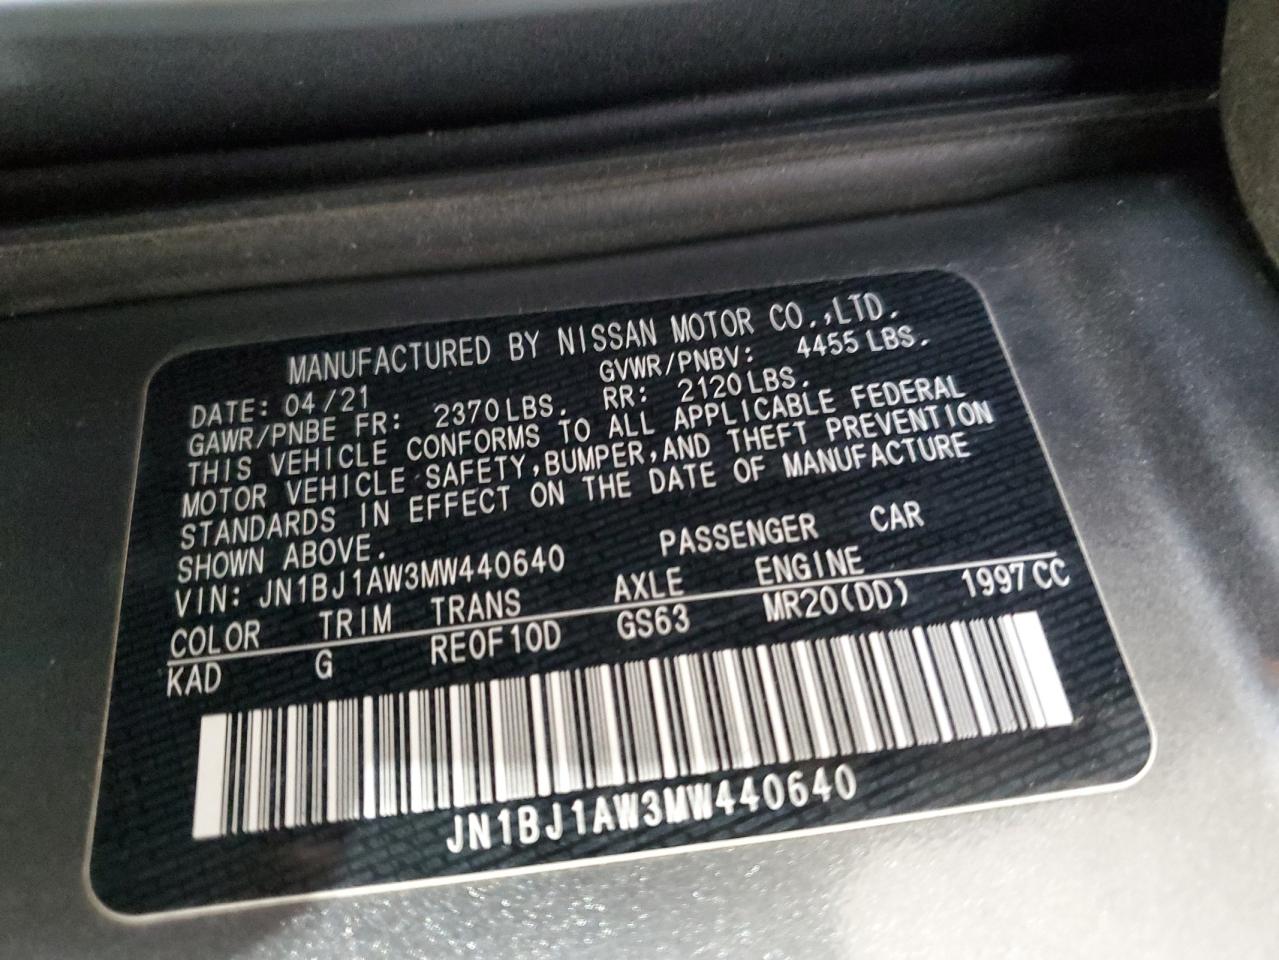 MANUFACTURED BY NISSAN MOTOR CO.,LTD.
DATE: 04/21 GVWR/PNBV: 4455 LBS.
GAWR/PNBE FR: 2370 LBS. RR: 2120 LBS.
THIS VEHICLE CONFORMS TO ALL APPLICABLE FEDERAL
MOTOR VEHICLE SAFETY, BUMPER, AND THEFT PREVENTION
STANDARDS IN EFFECT ON THE DATE OF MANUFACTURE
SHOWN ABOVE.
VIN: JN1BJ1AW3MW440640 PASSENGER CAR
COLOR TRIM TRANS AXLE ENGINE
KAD G RE0F10D GS63 MR20(DD) 1997 CC
JN1BJ1AW3MW440640